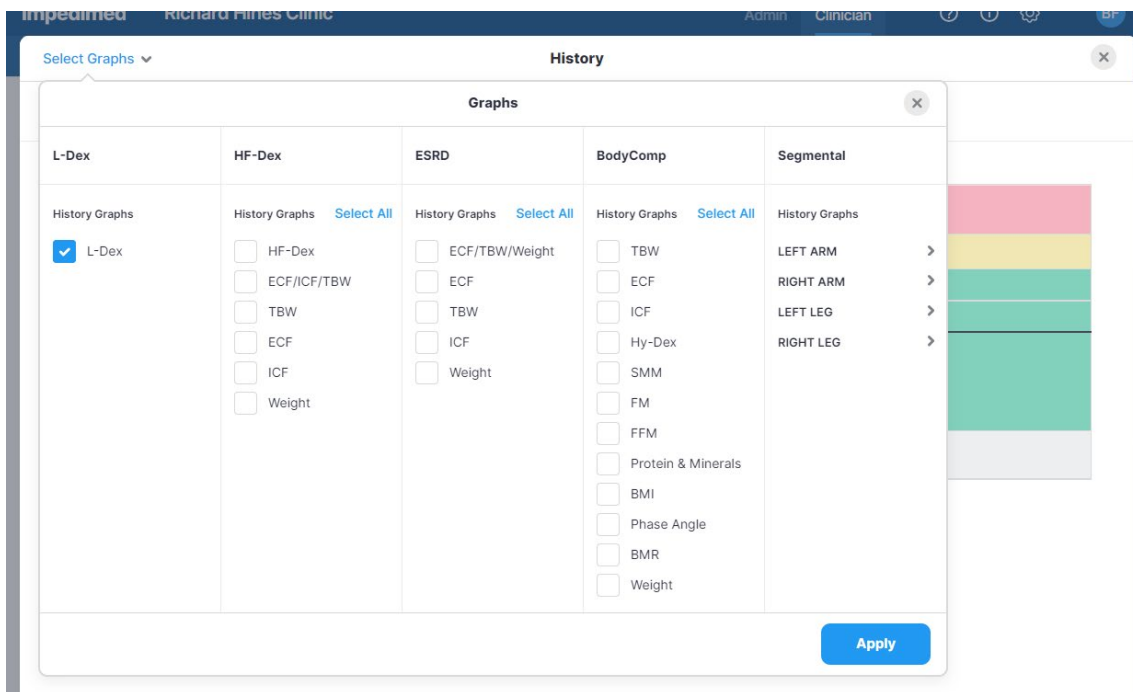 Impedimed Richard Hines Clinic Admin Clinician BF
Select Graphs History
Graphs
L-Dex HF-Dex ESRD BodyComp Segmental
History Graphs History Graphs Select All History Graphs Select All History Graphs Select All History Graphs
L-Dex HF-Dex ECF/TBW/Weight TBW LEFT ARM
ECF/ICF/TBW ECF ECF RIGHT ARM
TBW TBW ICF LEFT LEG
ECF ICF Hy-Dex RIGHT LEG
ICF Weight SMM
Weight FM
FFM
Protein & Minerals
BMI
Phase Angle
BMR
Weight
Apply